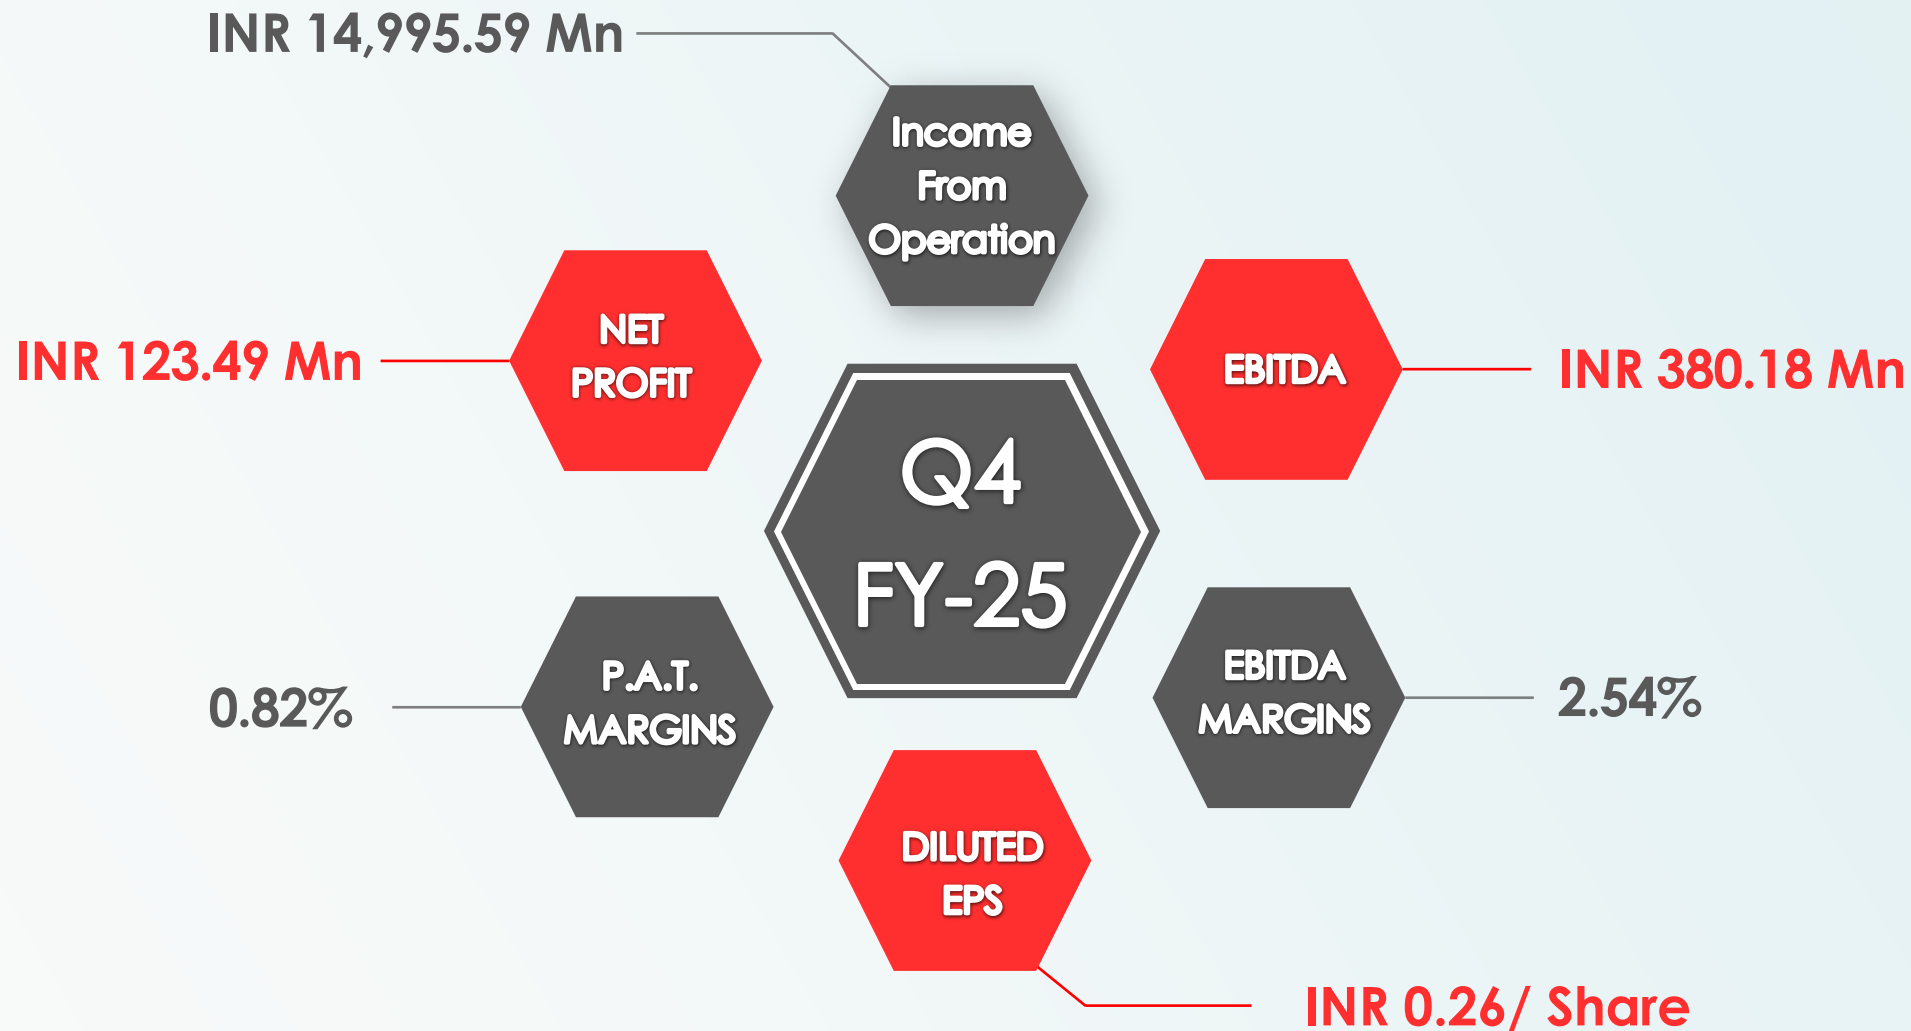 INR 14,995.59 Mn
Income
From
Operation
NET
PROFIT
INR 123.49 Mn
EBITDA
INR 380.18 Mn
Q4
FY-25
P.A.T.
MARGINS
0.82%
EBITDA
MARGINS
2.54%
DILUTED
EPS
INR 0.26/ Share